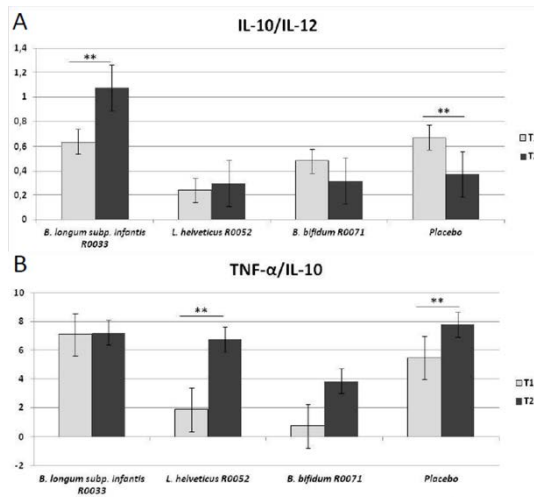 A
IL-10/IL-12
1,4
1,2
1
0,8
0,6
0,4
0,2
0
**
**
T
T
B. longum subp. infantis
R0033
L. helveticus R0052
B. bifidum R0071
Placebo
B
TNF-α/IL-10
10
8
6
4
2
0
-2
**
**
T1
T2
B. longum subp. infantis
R0033
L. helveticus R0052
B. bifidum R0071
Placebo